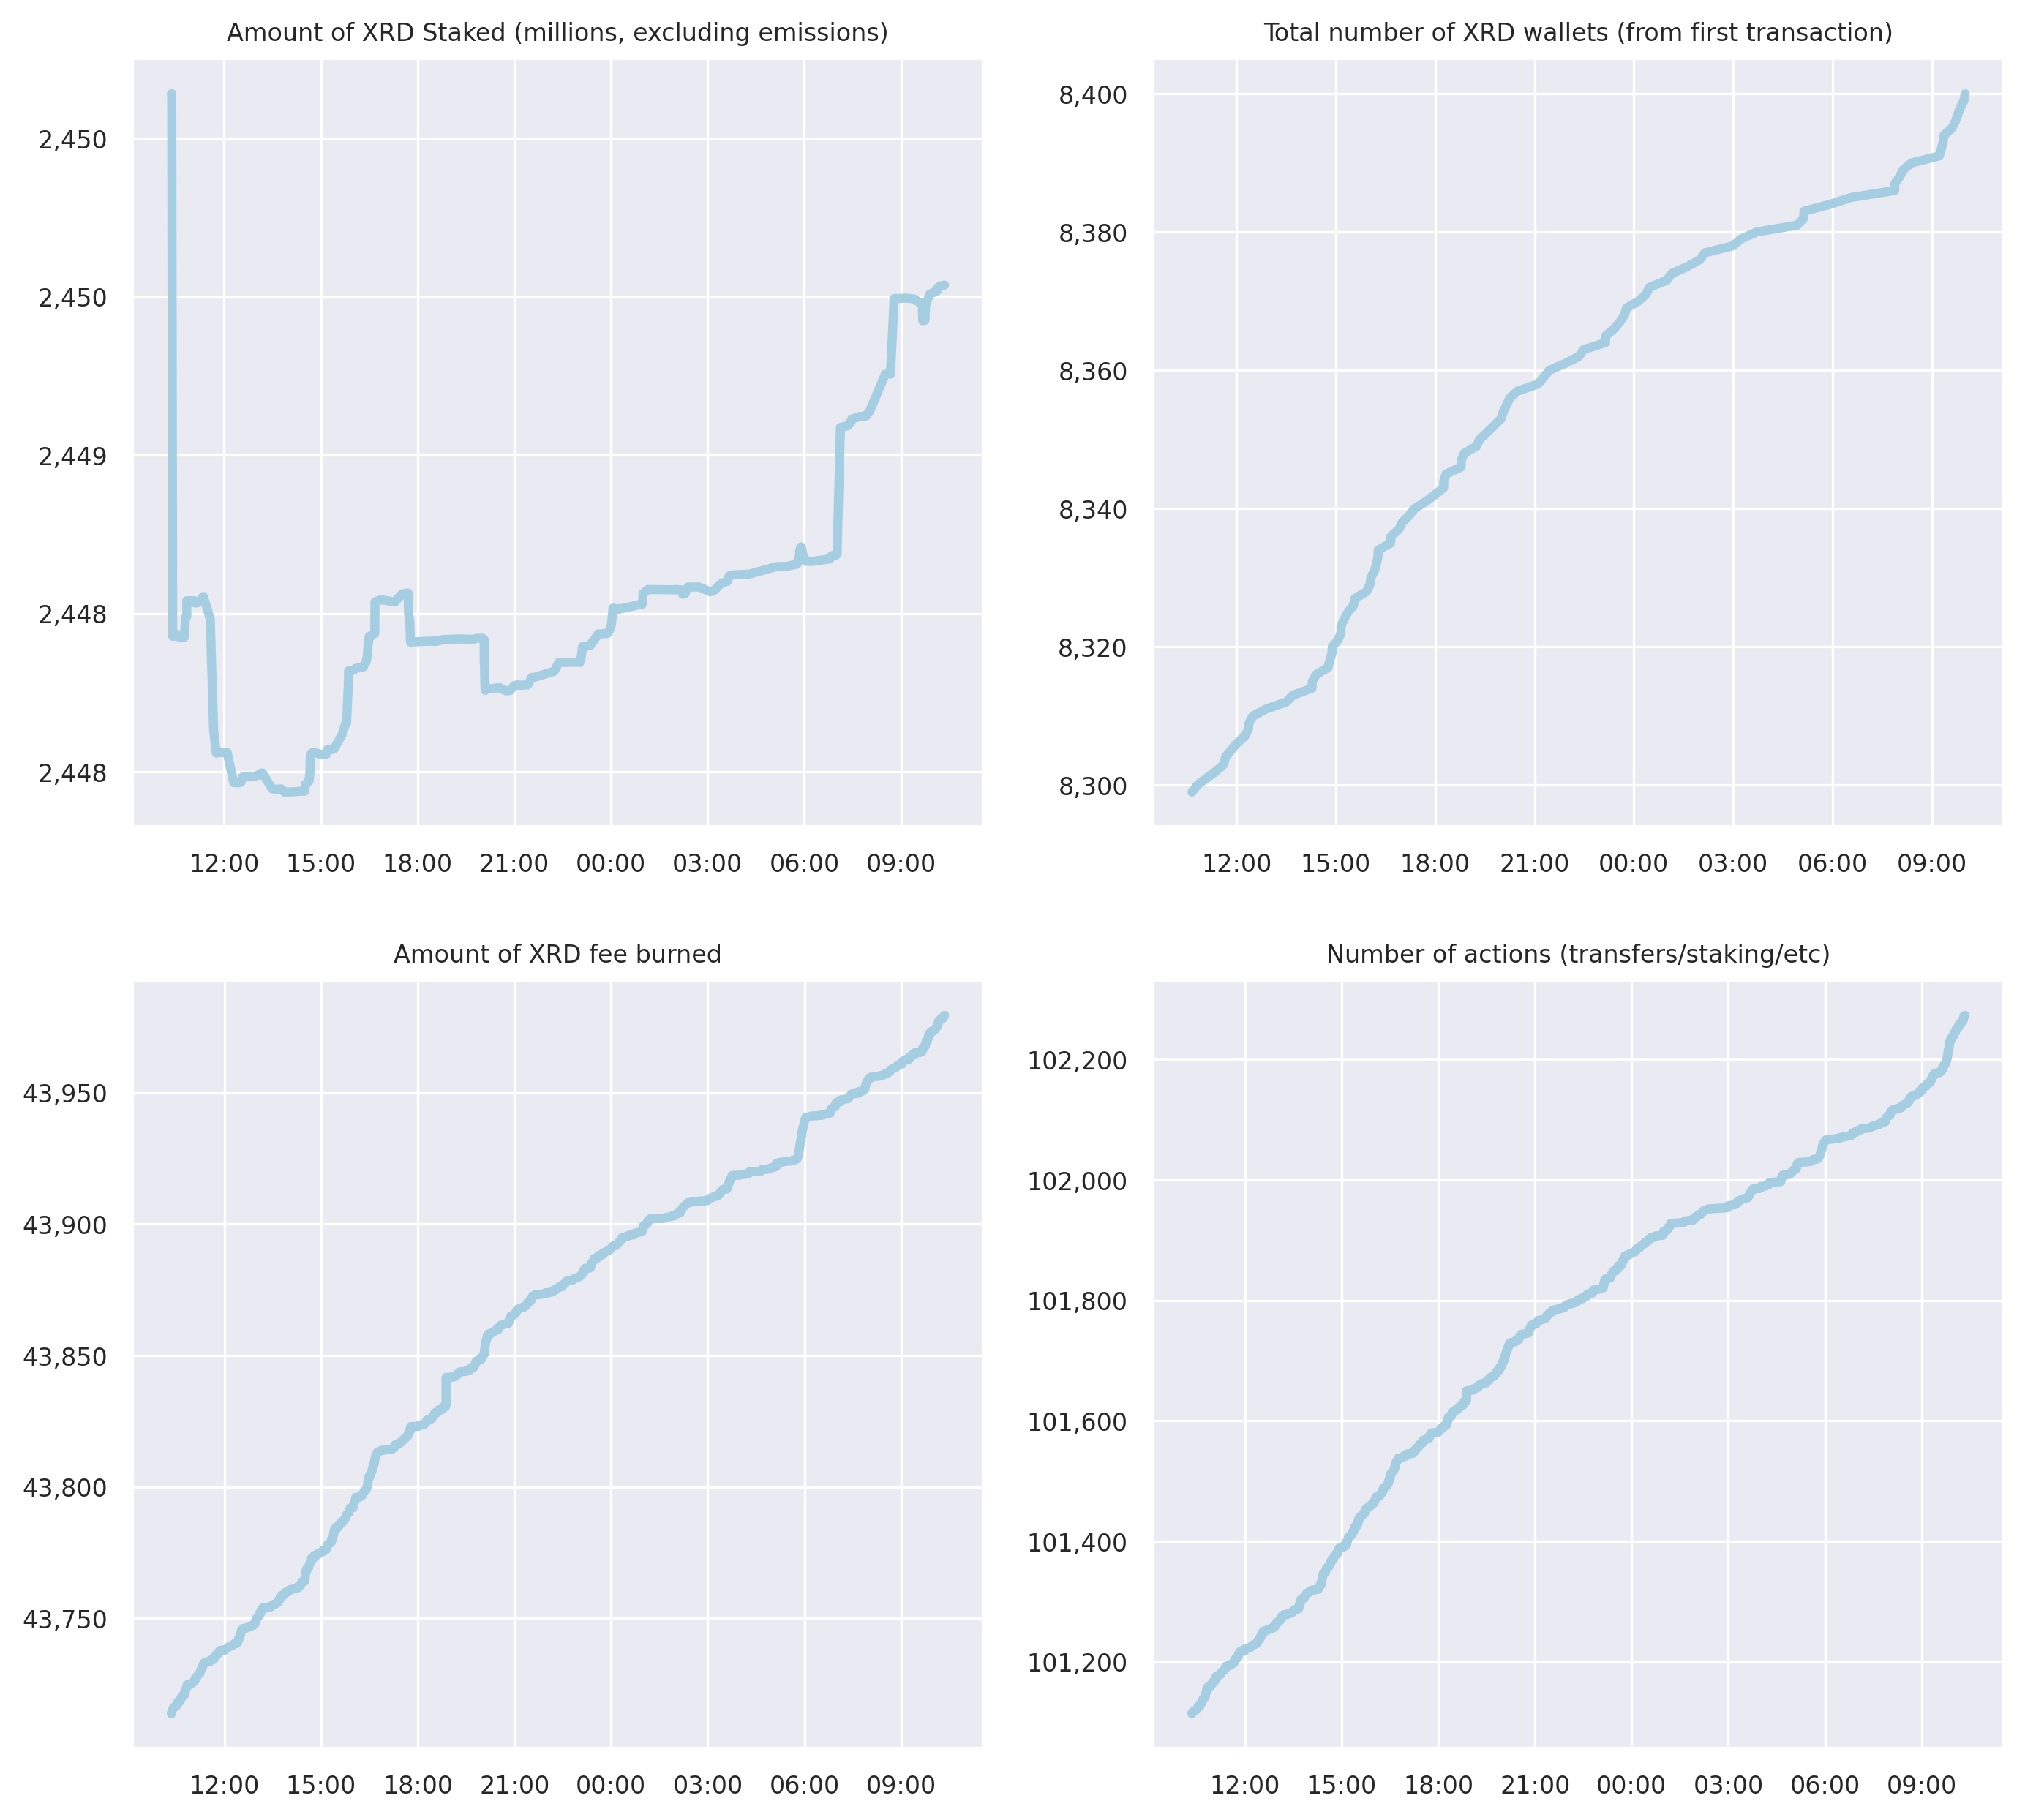 Amount of XRD Staked (millions, excluding emissions)
2,450
2,450
2,449
2,448
2,448
12:00 15:00 18:00 21:00 00:00 03:00 06:00 09:00
Total number of XRD wallets (from first transaction)
8,400
8,380
8,360
8,340
8,320
8,300
12:00 15:00 18:00 21:00 00:00 03:00 06:00 09:00
Amount of XRD fee burned
43,950
43,900
43,850
43,800
43,750
12:00 15:00 18:00 21:00 00:00 03:00 06:00 09:00
Number of actions (transfers/staking/etc)
102,200
102,000
101,800
101,600
101,400
101,200
12:00 15:00 18:00 21:00 00:00 03:00 06:00 09:00